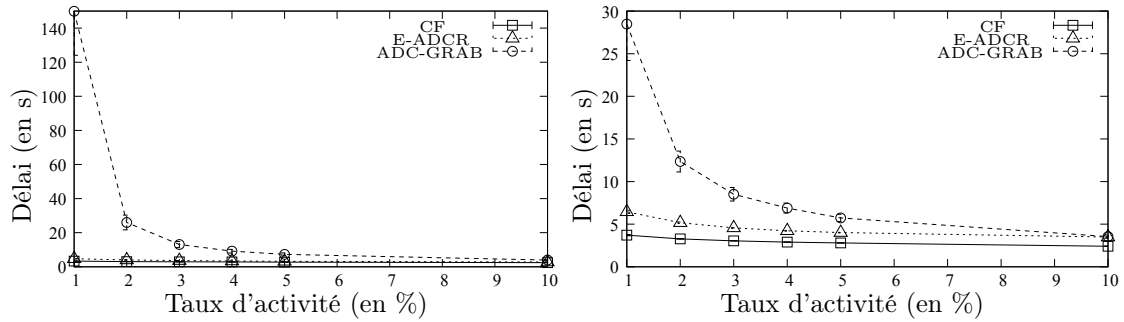 150
140
120
100
80
60
40
20
0
Délai (en s)
CF
E-ADCR
ADC-GRAB
1 2 3 4 5 6 7 8 9 10
Taux d'activité (en %)
30
25
20
15
10
5
0
Délai (en s)
CF
E-ADCR
ADC-GRAB
1 2 3 4 5 6 7 8 9 10
Taux d'activité (en %)